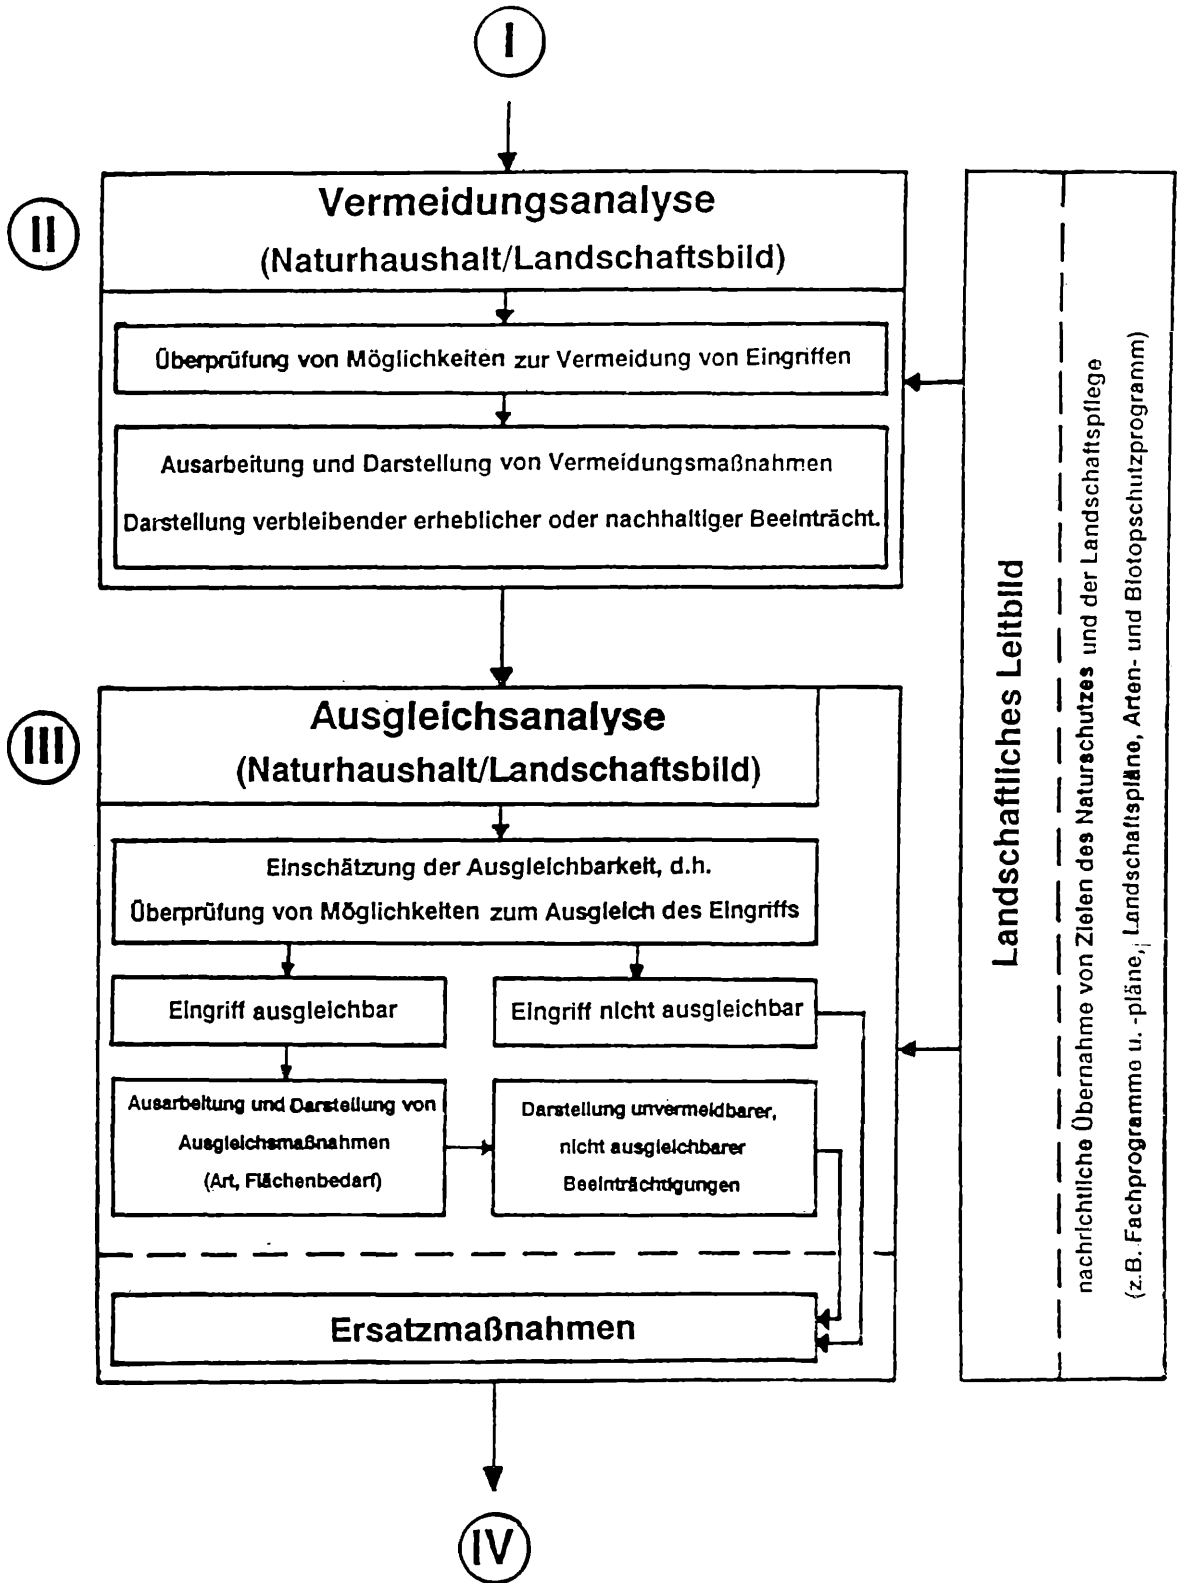 I
II
Vermeidungsanalyse
(Naturhaushalt/Landschaftsbild)
Überprüfung von Möglichkeiten zur Vermeidung von Eingriffen
Ausarbeitung und Darstellung von Vermeidungsmaßnahmen
Darstellung verbleibender erheblicher oder nachhaltiger Beeinträcht.
III
Ausgleichsanalyse
(Naturhaushalt/Landschaftsbild)
Einschätzung der Ausgleichbarkeit, d.h.
Überprüfung von Möglichkeiten zum Ausgleich des Eingriffs
Eingriff ausgleichbar
Eingriff nicht ausgleichbar
Ausarbeitung und Darstellung von
Ausgleichsmaßnahmen
(Art, Flächenbedarf)
Darstellung unvermeidbarer,
nicht ausgleichbarer
Beeinträchtigungen
Ersatzmaßnahmen
IV
Landschaftliches Leitbild
nachrichtliche Übernahme von Zielen des Naturschutzes und der Landschaftspflege
(z.B. Fachprogramme u. -pläne, Landschaftspläne, Arten- und Biotopschutzprogramm)